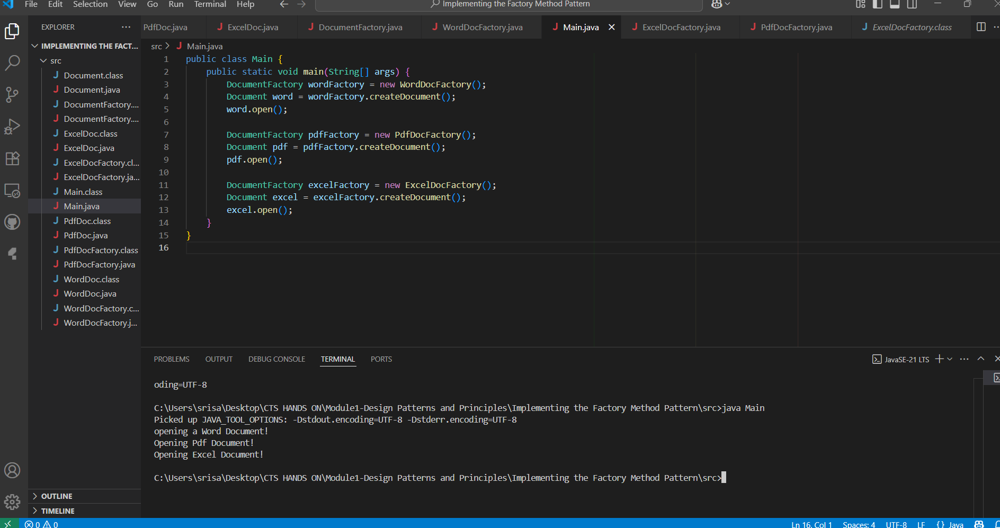 File Edit Selection View Go Run Terminal Help
Implementing the Factory Method Pattern
EXPLORER
PdfDoc.java
ExcelDoc.java
DocumentFactory.java
WordDocFactory.java
Main.java
ExcelDocFactory.java
PdfDocFactory.java
ExcelDocFactory.class
IMPLEMENTING THE FACT...
src
Document.class
Document.java
DocumentFactory....
DocumentFactory....
ExcelDoc.class
ExcelDoc.java
ExcelDocFactory.cl...
ExcelDocFactory.ja...
Main.class
Main.java
PdfDoc.class
PdfDoc.java
PdfDocFactory.class
PdfDocFactory.java
WordDoc.class
WordDoc.java
WordDocFactory.c...
WordDocFactory.j...
OUTLINE
TIMELINE
src > Main.java
1 public class Main {
2 public static void main(String[] args) {
3 DocumentFactory wordFactory = new WordDocFactory();
4 Document word = wordFactory.createDocument();
5 word.open();
6
7 DocumentFactory pdfFactory = new PdfDocFactory();
8 Document pdf = pdfFactory.createDocument();
9 pdf.open();
10
11 DocumentFactory excelFactory = new ExcelDocFactory();
12 Document excel = excelFactory.createDocument();
13 excel.open();
14 }
15 }
16
PROBLEMS OUTPUT DEBUG CONSOLE TERMINAL PORTS
JavaSE-21 LTS
oding=UTF-8
C:\Users\srisa\Desktop\CTS HANDS ON\Module1-Design Patterns and Principles\Implementing the Factory Method Pattern\src>java Main
Picked up JAVA_TOOL_OPTIONS: -Dstdout.encoding=UTF-8 -Dstderr.encoding=UTF-8
opening a Word Document!
Opening Pdf Document!
Opening Excel Document!
C:\Users\srisa\Desktop\CTS HANDS ON\Module1-Design Patterns and Principles\Implementing the Factory Method Pattern\src>
0 0
Ln 16, Col 1 Spaces: 4 UTF-8 LF {} Java